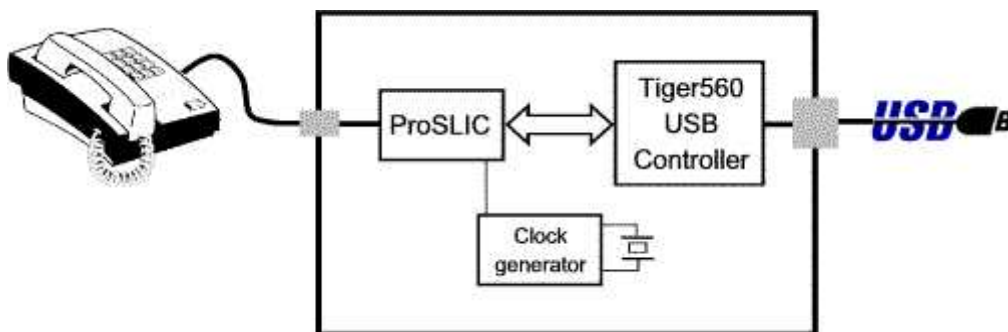 ProSLIC
Tiger560
USB
Controller
USB
Clock
generator